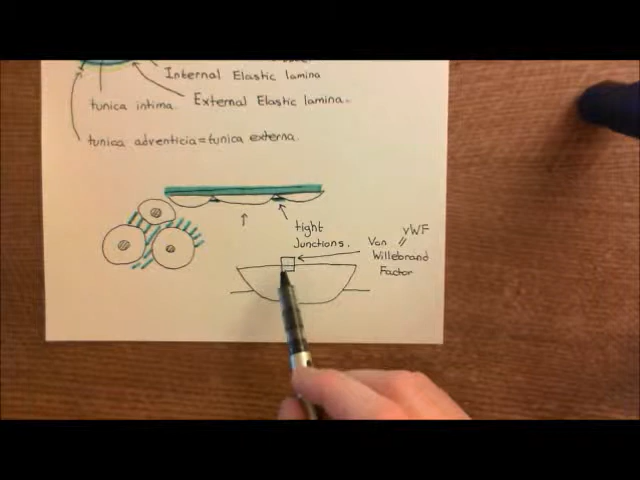 Internal Elastic lamina
tunica intima.
External Elastic lamina.
tunica adventicia = tunica externa.
tight
Junctions.
vWF
Von
Willebrand
Factor